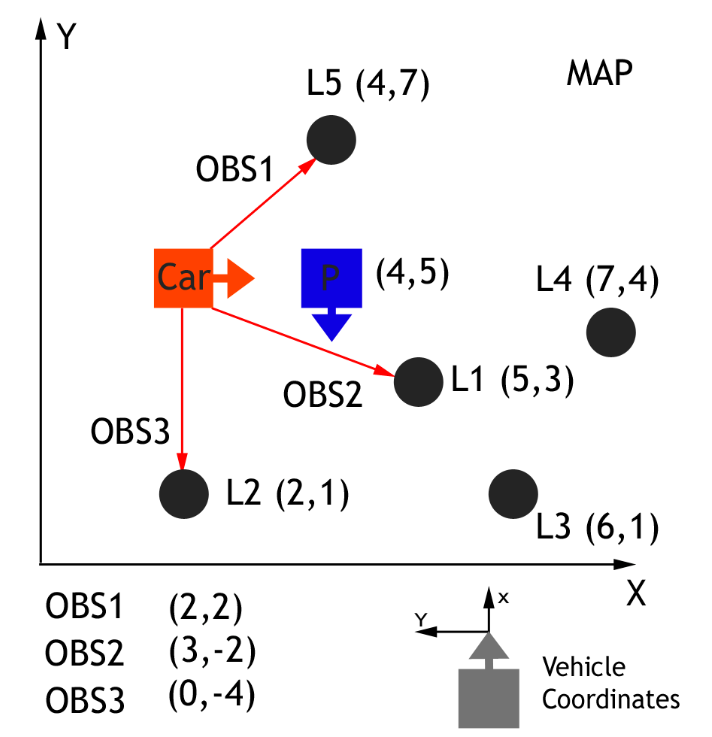 Y
L5 (4,7)
MAP
OBS1
Car
P
(4,5)
L4 (7,4)
OBS2
L1 (5,3)
OBS3
L2 (2,1)
L3 (6,1)
X
OBS1 (2,2)
OBS2 (3,-2)
OBS3 (0,-4)
x
Y
Vehicle
Coordinates